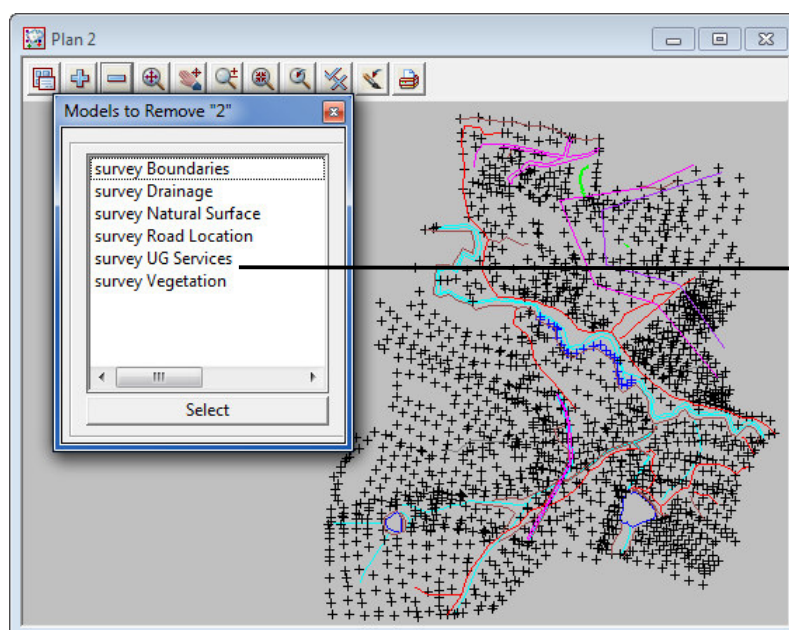 Plan 2
Models to Remove "2"
survey Boundaries
survey Drainage
survey Natural Surface
survey Road Location
survey UG Services
survey Vegetation
Select